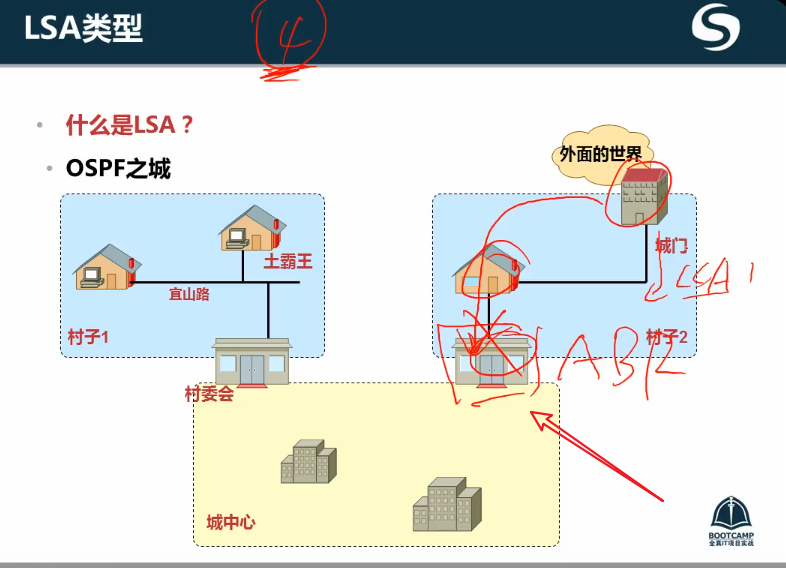 LSA类型
4
• 什么是LSA？
• OSPF之城
外面的世界
城门
土霸王
宜山路
LSA 1
村子1
村子2
ABR
村委会
城中心
BOOTCAMP
全真IT项目实战